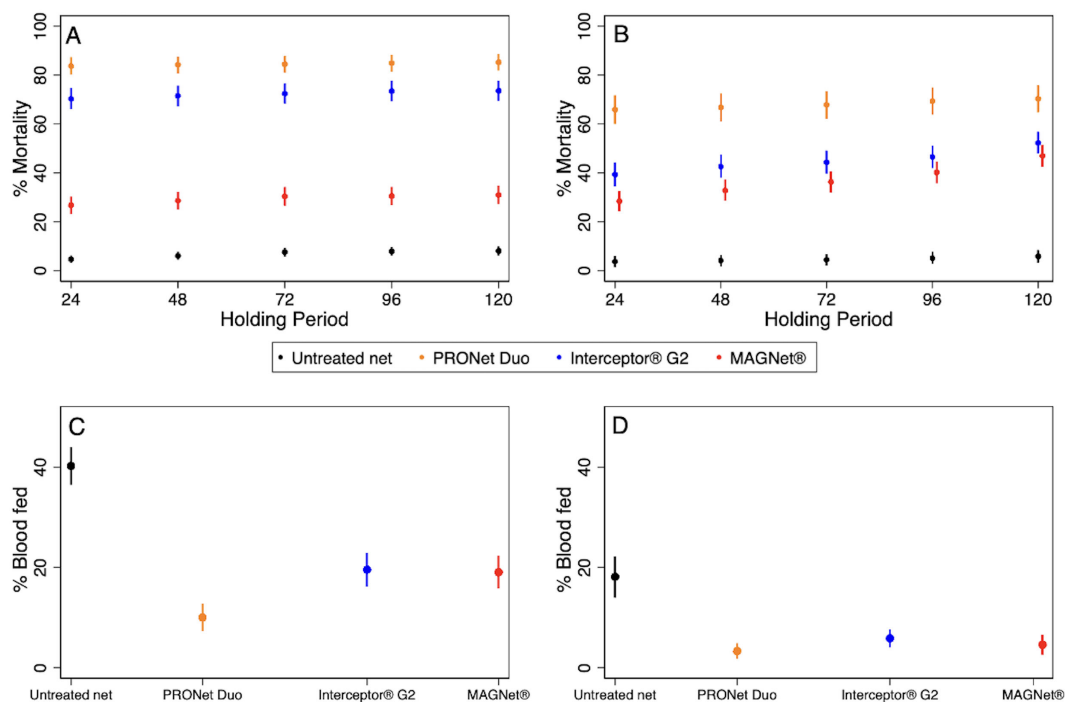 A
% Mortality
100
80
60
40
20
0
24 48 72 96 120
Holding Period
B
% Mortality
100
80
60
40
20
0
24 48 72 96 120
Holding Period
Untreated net PRONet Duo Interceptor® G2 MAGNet®
C
% Blood fed
40
20
0
Untreated net PRONet Duo Interceptor® G2 MAGNet®
D
% Blood fed
40
20
0
Untreated net PRONet Duo Interceptor® G2 MAGNet®